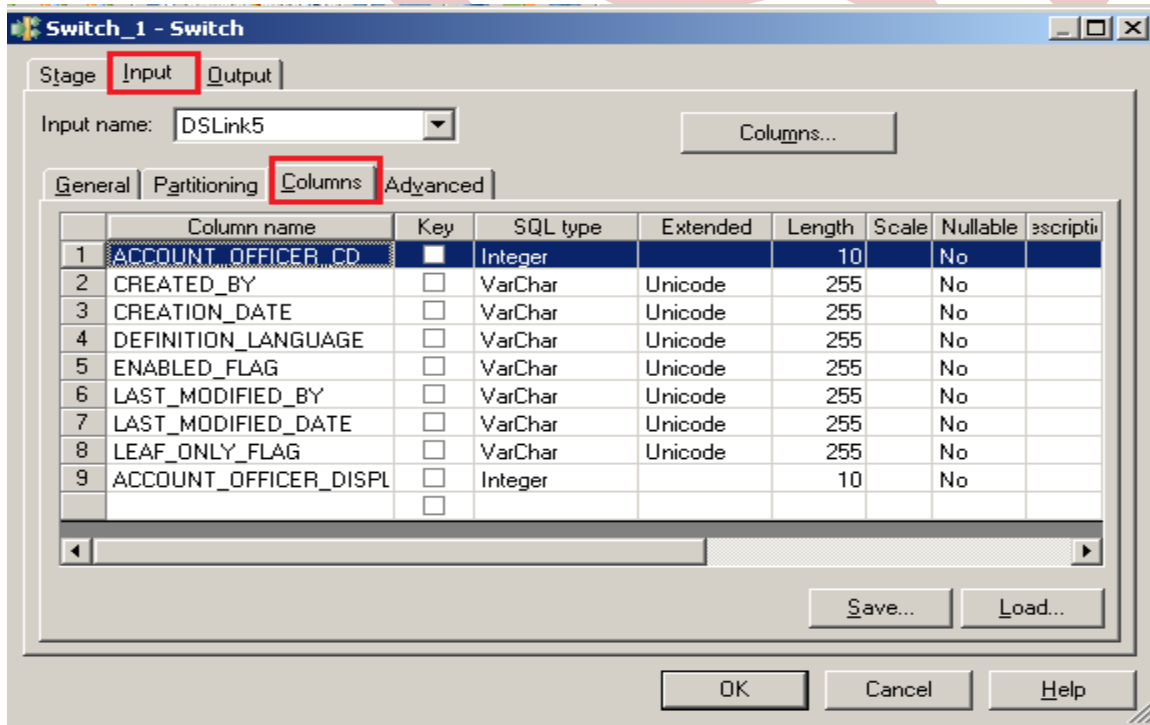 Switch_1 - Switch
Stage Input Output
Input name: DSLink5 Columns...
General Partitioning Columns Advanced
Column name Key SQL type Extended Length Scale Nullable escripti
1 ACCOUNT_OFFICER_CD Integer 10 No
2 CREATED_BY VarChar Unicode 255 No
3 CREATION_DATE VarChar Unicode 255 No
4 DEFINITION_LANGUAGE VarChar Unicode 255 No
5 ENABLED_FLAG VarChar Unicode 255 No
6 LAST_MODIFIED_BY VarChar Unicode 255 No
7 LAST_MODIFIED_DATE VarChar Unicode 255 No
8 LEAF_ONLY_FLAG VarChar Unicode 255 No
9 ACCOUNT_OFFICER_DISPL Integer 10 No
Save... Load...
OK Cancel Help